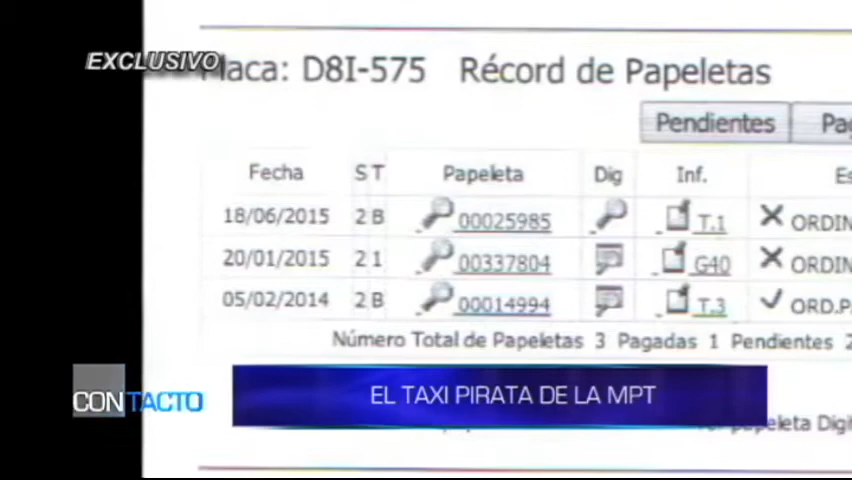 EXCLUSIVO
Placa: D8I-575 Récord de Papeletas
Pendientes
Fecha S T Papeleta Dig Inf.
18/06/2015 2 B 00025985 T.1 ORDIN
20/01/2015 2 1 00337804 G40 ORDIN
05/02/2014 2 B 00014994 T.3 ORD.P
Número Total de Papeletas 3 Pagadas 1 Pendientes 2
EL TAXI PIRATA DE LA MPT
CONTACTO
papeleta Digi